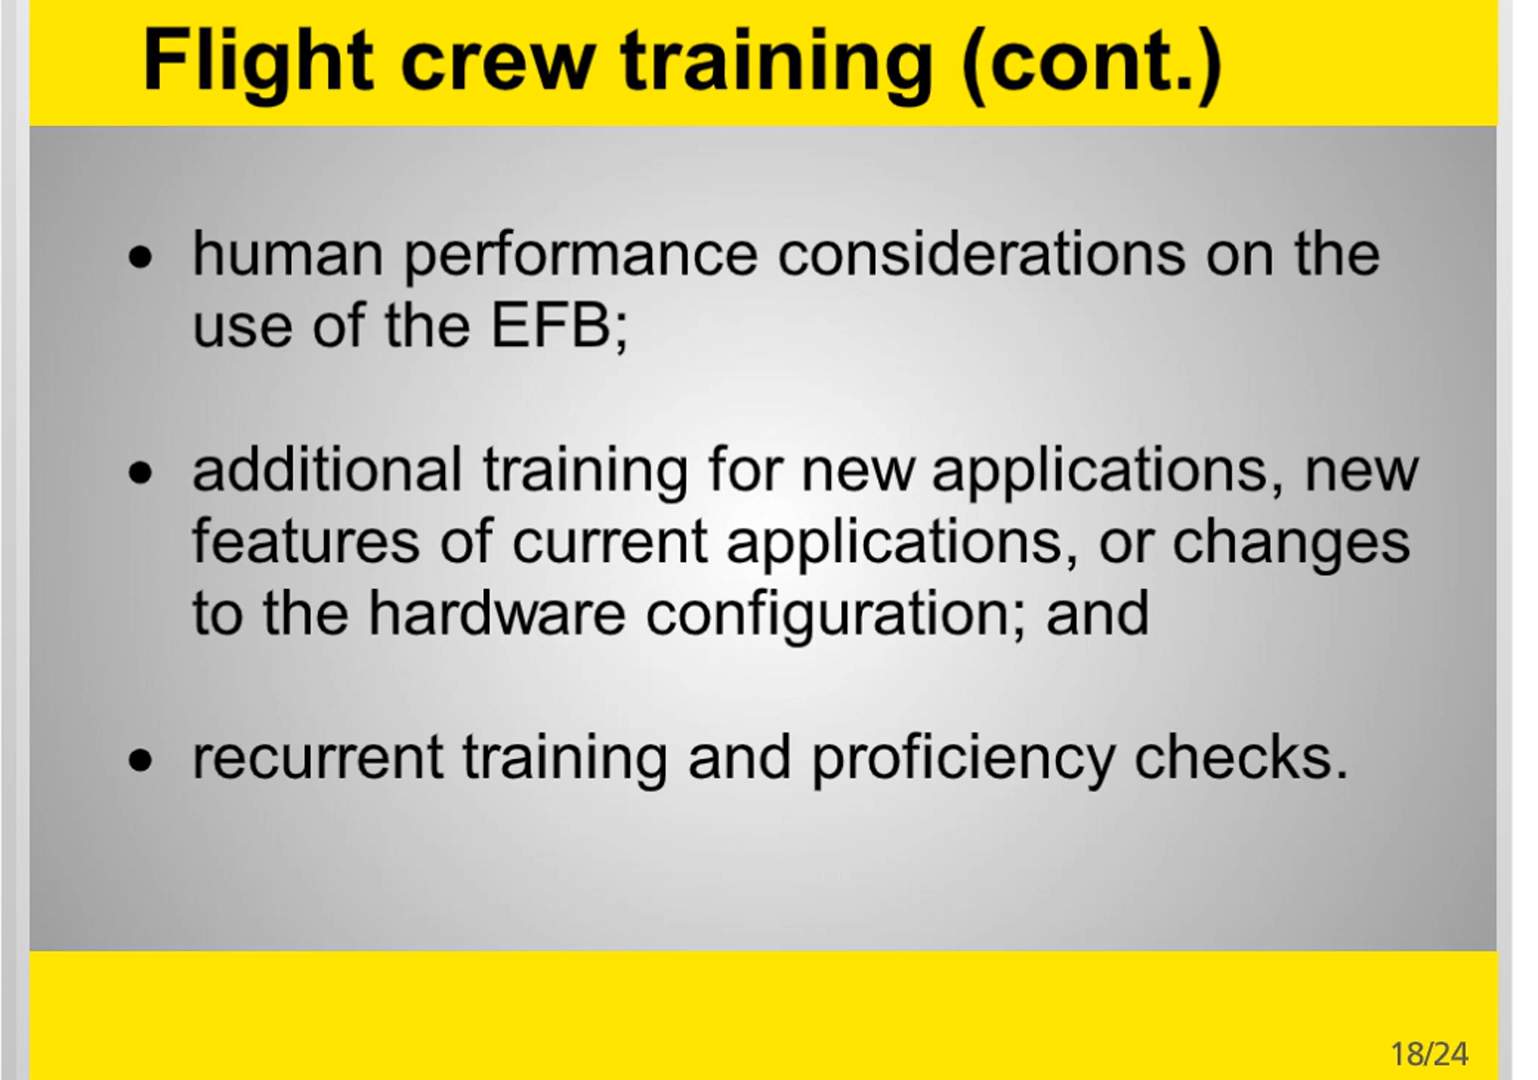 Flight crew training (cont.)
• human performance considerations on the
use of the EFB;
• additional training for new applications, new
features of current applications, or changes
to the hardware configuration; and
• recurrent training and proficiency checks.
18/24